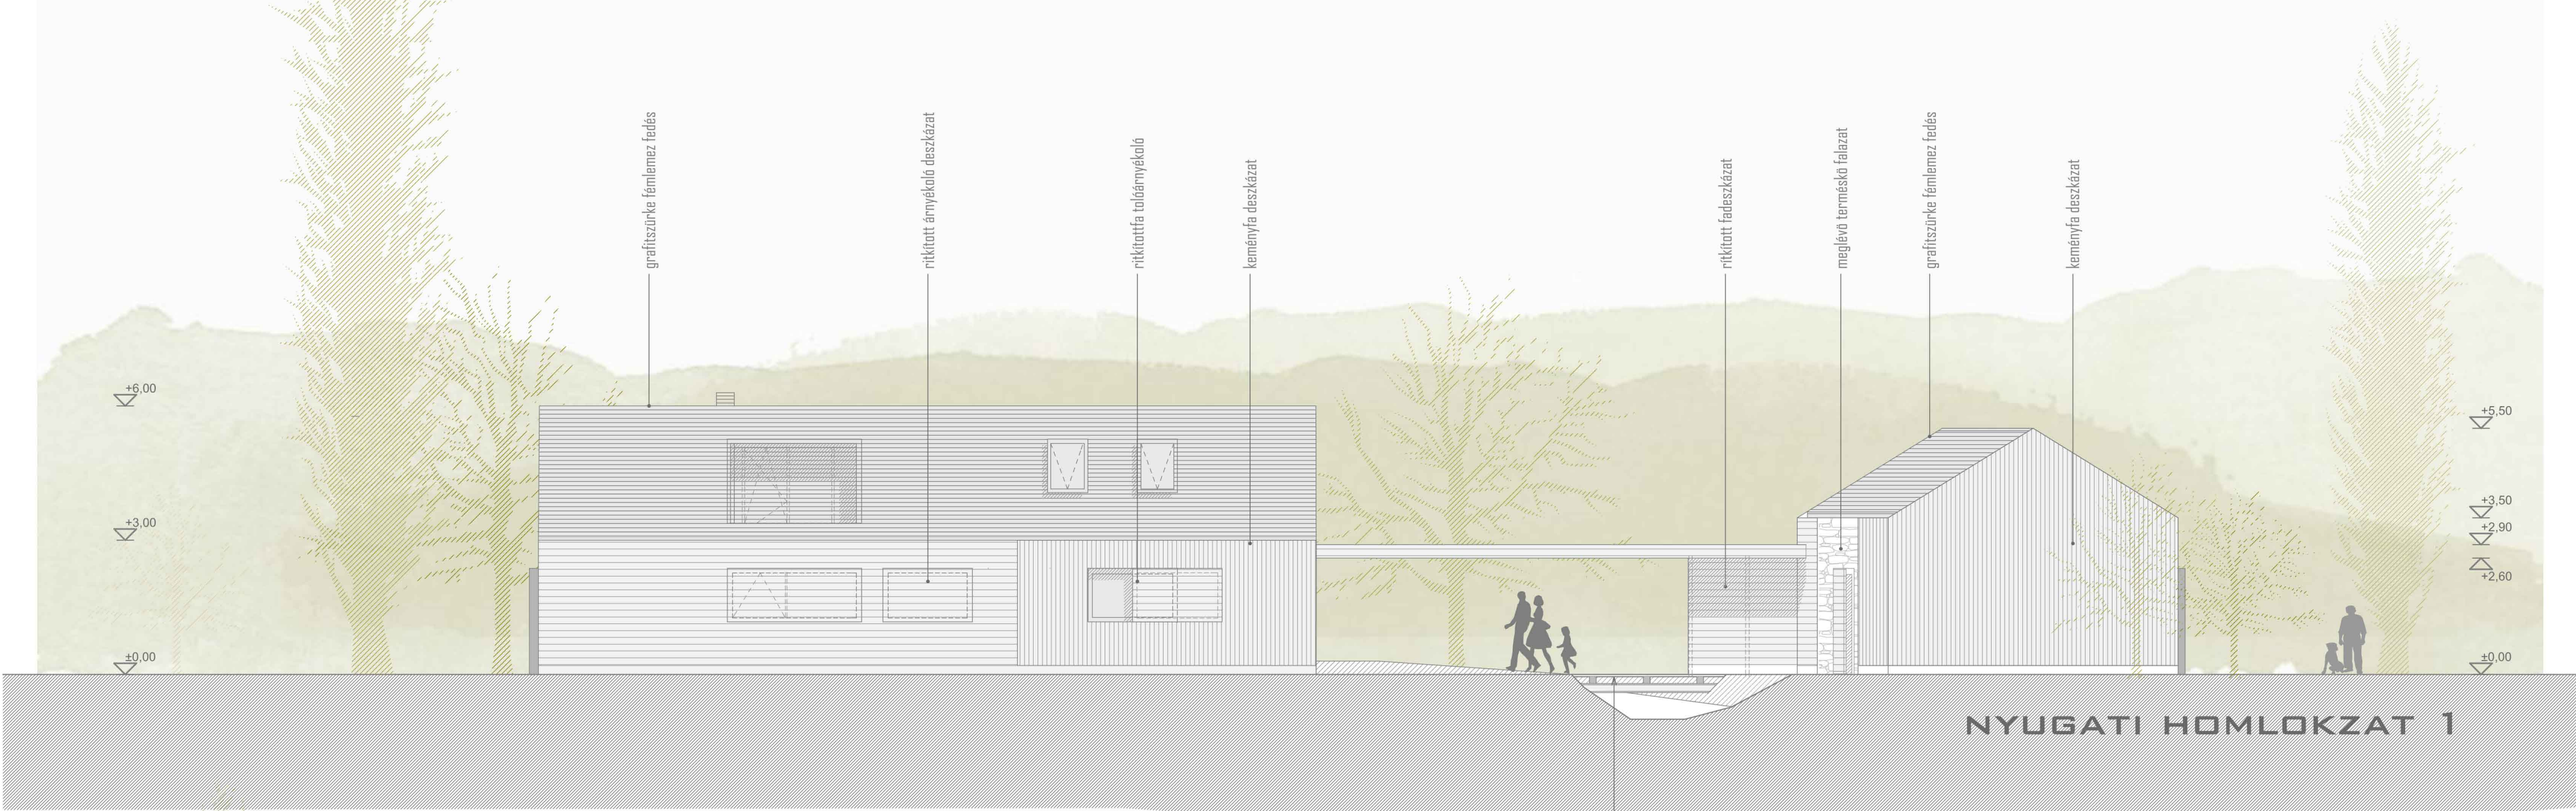 grafitszürke fémlemez fedés
ritkított árnyékoló deszkázat
ritkítottfa tolóárnyékoló
keményfa deszkázat
rítkított fadeszkázat
meglévő terméskő falazat
grafitszürke fémlemez fedés
keményfa deszkázat
+6,00
+3,00
±0,00
+5,50
+3,50
+2,90
+2,60
±0,00
NYUGATI HOMLOKZAT 1